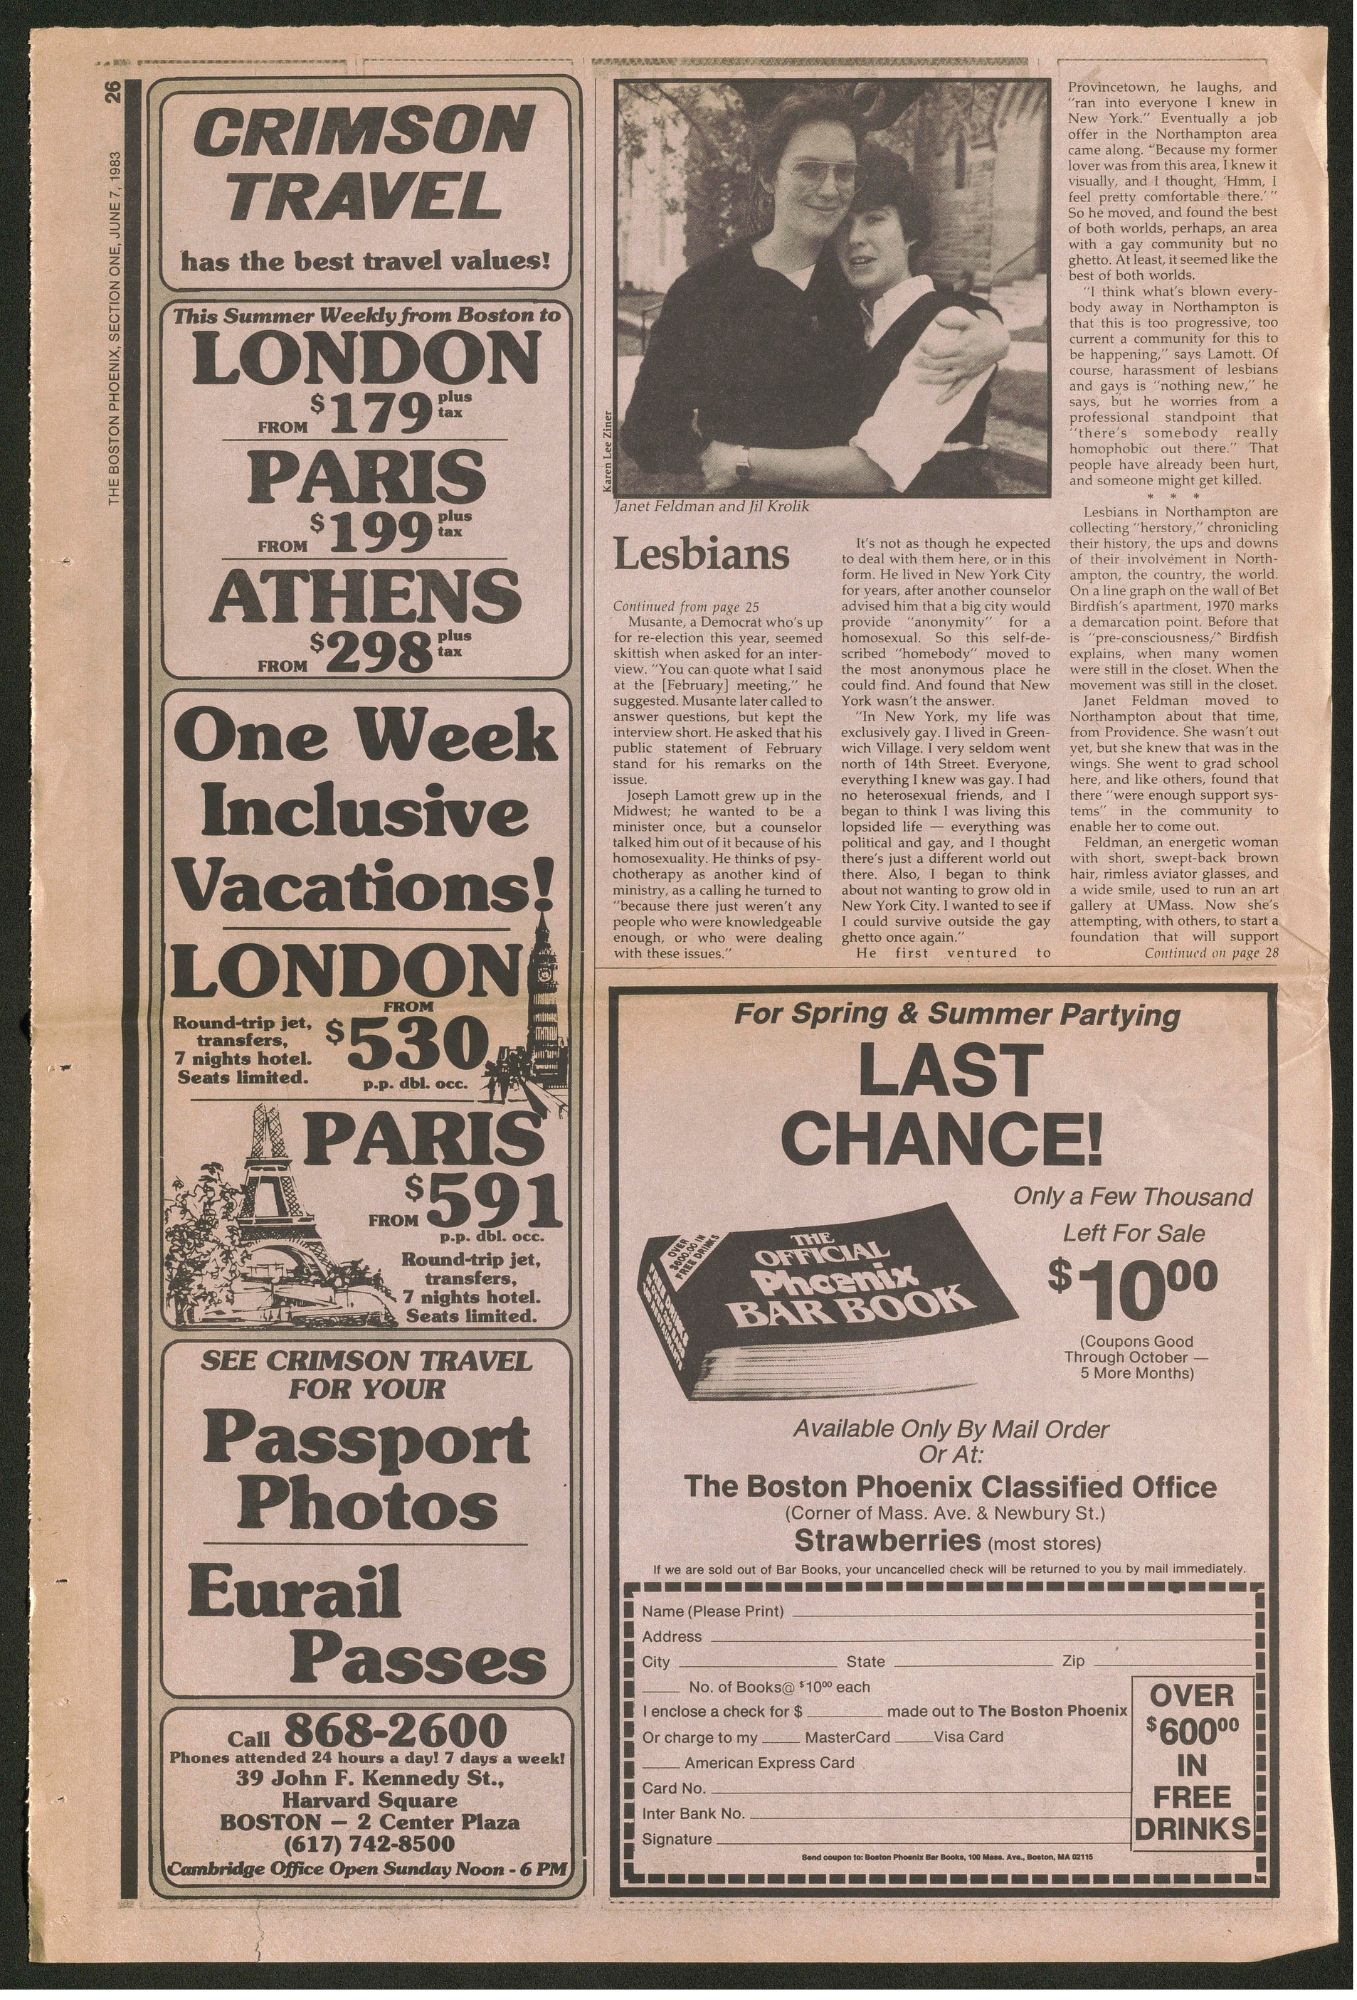 26
THE BOSTON PHOENIX, SECTION ONE, JUNE 7, 1983
CRIMSON
TRAVEL
has the best travel values!
This Summer Weekly from Boston to
LONDON
FROM $179 plus tax
PARIS
FROM $199 plus tax
ATHENS
FROM $298 plus tax
One Week
Inclusive
Vacations!
LONDON
FROM
Round-trip jet,
transfers,
7 nights hotel.
Seats limited.
$530
p.p. dbl. occ.
PARIS
FROM $591
p.p. dbl. occ.
Round-trip jet,
transfers,
7 nights hotel.
Seats limited.
SEE CRIMSON TRAVEL
FOR YOUR
Passport
Photos
Eurail
Passes
Call 868-2600
Phones attended 24 hours a day! 7 days a week!
39 John F. Kennedy St.,
Harvard Square
BOSTON — 2 Center Plaza
(617) 742-8500
Cambridge Office Open Sunday Noon - 6 PM
Karen Lee Ziner
Janet Feldman and Jil Krolik
Lesbians
Continued from page 25
Musante, a Democrat who's up
for re-election this year, seemed
skittish when asked for an inter-
view. "You can quote what I said
at the [February] meeting," he
suggested. Musante later called to
answer questions, but kept the
interview short. He asked that his
public statement of February
stand for his remarks on the
issue.
Joseph Lamott grew up in the
Midwest; he wanted to be a
minister once, but a counselor
talked him out of it because of his
homosexuality. He thinks of psy-
chotherapy as another kind of
ministry, as a calling he turned to
"because there just weren't any
people who were knowledgeable
enough, or who were dealing
with these issues."
It's not as though he expected
to deal with them here, or in this
form. He lived in New York City
for years, after another counselor
advised him that a big city would
provide "anonymity" for a
homosexual. So this self-de-
scribed "homebody" moved to
the most anonymous place he
could find. And found that New
York wasn't the answer.
"In New York, my life was
exclusively gay. I lived in Green-
wich Village. I very seldom went
north of 14th Street. Everyone,
everything I knew was gay. I had
no heterosexual friends, and I
began to think I was living this
lopsided life — everything was
political and gay, and I thought
there's just a different world out
there. Also, I began to think
about not wanting to grow old in
New York City. I wanted to see if
I could survive outside the gay
ghetto once again."
He first ventured to
Provincetown, he laughs, and
"ran into everyone I knew in
New York." Eventually a job
offer in the Northampton area
came along. "Because my former
lover was from this area, I knew it
visually, and I thought, 'Hmm, I
feel pretty comfortable there.' "
So he moved, and found the best
of both worlds, perhaps, an area
with a gay community but no
ghetto. At least, it seemed like the
best of both worlds.
"I think what's blown every-
body away in Northampton is
that this is too progressive, too
current a community for this to
be happening," says Lamott. Of
course, harassment of lesbians
and gays is "nothing new," he
says, but he worries from a
professional standpoint that
"there's somebody really
homophobic out there." That
people have already been hurt,
and someone might get killed.
* * *
Lesbians in Northampton are
collecting "herstory," chronicling
their history, the ups and downs
of their involvement in North-
ampton, the country, the world.
On a line graph on the wall of Bet
Birdfish's apartment, 1970 marks
a demarcation point. Before that
is "pre-consciousness," Birdfish
explains, when many women
were still in the closet. When the
movement was still in the closet.
Janet Feldman moved to
Northampton about that time,
from Providence. She wasn't out
yet, but she knew that was in the
wings. She went to grad school
here, and like others, found that
there "were enough support sys-
tems" in the community to
enable her to come out.
Feldman, an energetic woman
with short, swept-back brown
hair, rimless aviator glasses, and
a wide smile, used to run an art
gallery at UMass. Now she's
attempting, with others, to start a
foundation that will support
Continued on page 28
For Spring & Summer Partying
LAST
CHANCE!
Only a Few Thousand
Left For Sale
$10.00
(Coupons Good
Through October —
5 More Months)
OVER
$600.00 IN
FREE DRINKS
THE
OFFICIAL
Phoenix
BAR BOOK
Available Only By Mail Order
Or At:
The Boston Phoenix Classified Office
(Corner of Mass. Ave. & Newbury St.)
Strawberries (most stores)
If we are sold out of Bar Books, your uncancelled check will be returned to you by mail immediately.
Name (Please Print)
Address
City State Zip
No. of Books@ $10.00 each
I enclose a check for $ made out to The Boston Phoenix
Or charge to my MasterCard Visa Card
American Express Card
Card No.
Inter Bank No.
Signature
OVER
$600.00
IN
FREE
DRINKS
Send coupon to: Boston Phoenix Bar Books, 100 Mass. Ave., Boston, MA 02115